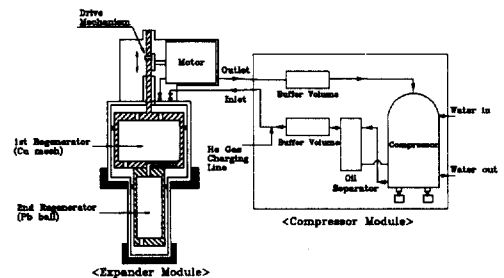 Drive
Mechanism
Motor
Outlet
Inlet
Buffer Volume
Water in
1st Regenerator
(Cu mesh)
He Gas
Charging
Line
Buffer Volume
Compressor
Oil
Separator
Water out
2nd Regenerator
(Pb ball)
<Compressor Module>
<Expander Module>